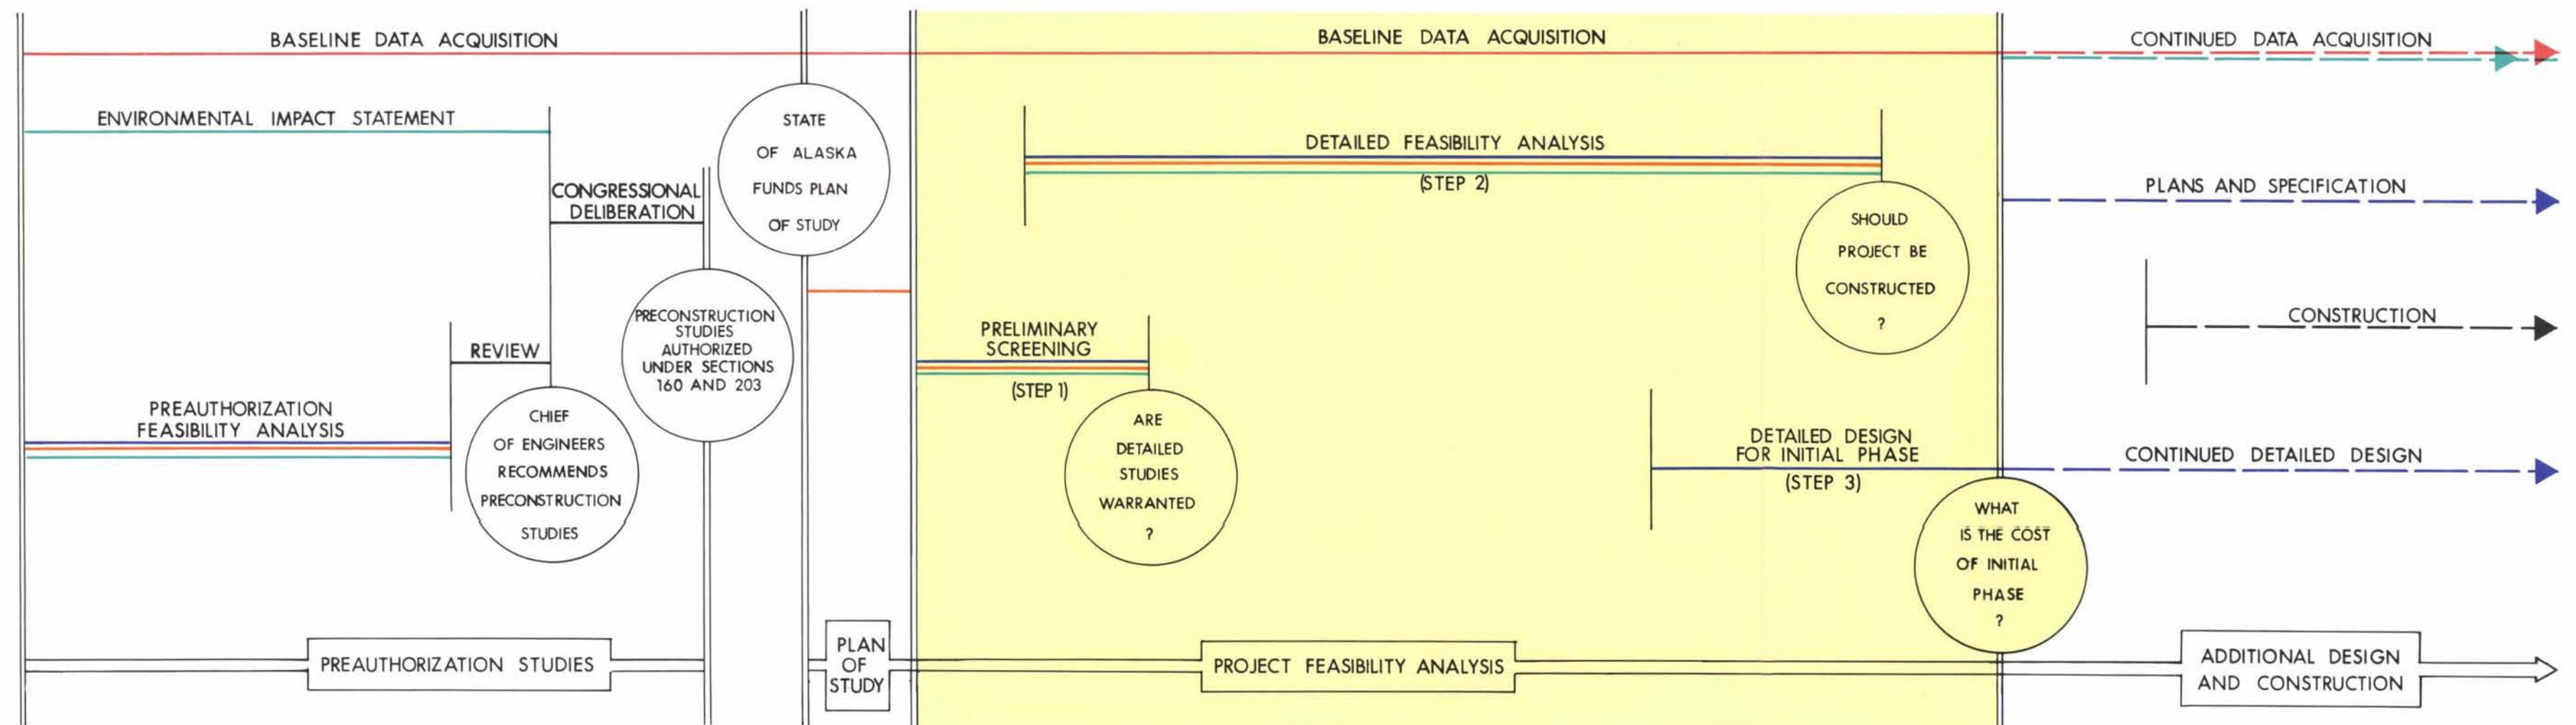 BASELINE DATA ACQUISITION
BASELINE DATA ACQUISITION
CONTINUED DATA ACQUISITION
ENVIRONMENTAL IMPACT STATEMENT
STATE
OF ALASKA
FUNDS PLAN
OF STUDY
CONGRESSIONAL
DELIBERATION
DETAILED FEASIBILITY ANALYSIS
(STEP 2)
PLANS AND SPECIFICATION
SHOULD
PROJECT BE
CONSTRUCTED
?
PRECONSTRUCTION
STUDIES
AUTHORIZED
UNDER SECTIONS
160 AND 203
REVIEW
PRELIMINARY
SCREENING
(STEP 1)
CONSTRUCTION
PREAUTHORIZATION
FEASIBILITY ANALYSIS
CHIEF
OF ENGINEERS
RECOMMENDS
PRECONSTRUCTION
STUDIES
ARE
DETAILED
STUDIES
WARRANTED
?
DETAILED DESIGN
FOR INITIAL PHASE
(STEP 3)
CONTINUED DETAILED DESIGN
WHAT
IS THE COST
OF INITIAL
PHASE
?
PREAUTHORIZATION STUDIES
PLAN
OF
STUDY
PROJECT FEASIBILITY ANALYSIS
ADDITIONAL DESIGN
AND CONSTRUCTION